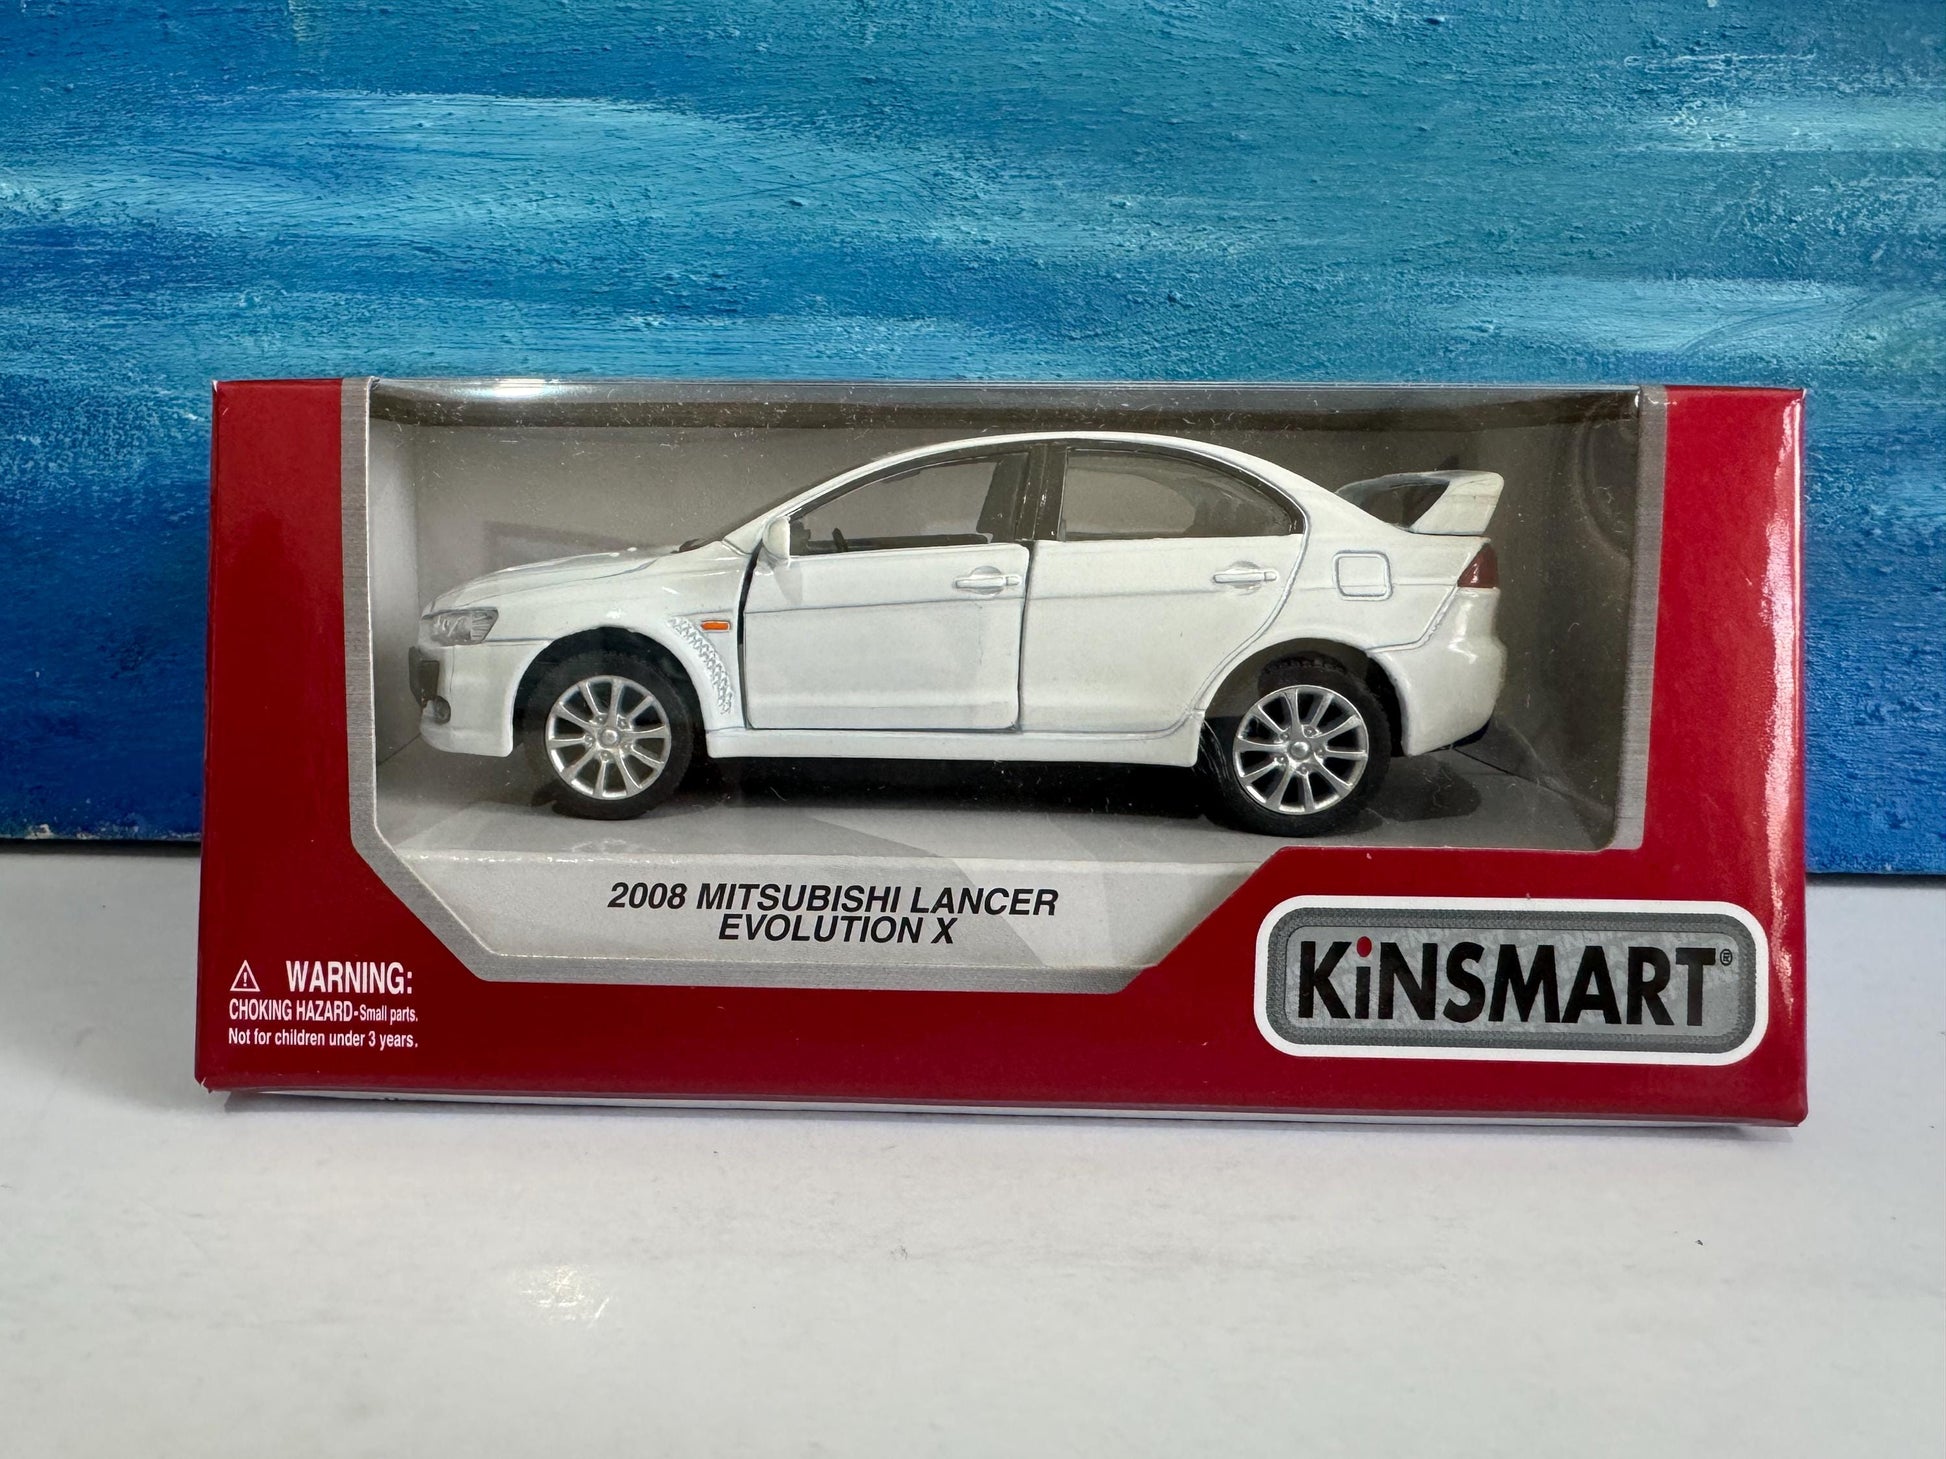 2008 MITSUBISHI LANCER
EVOLUTION X
⚠ WARNING:
CHOKING HAZARD-Small parts.
Not for children under 3 years.
KiNSMART®